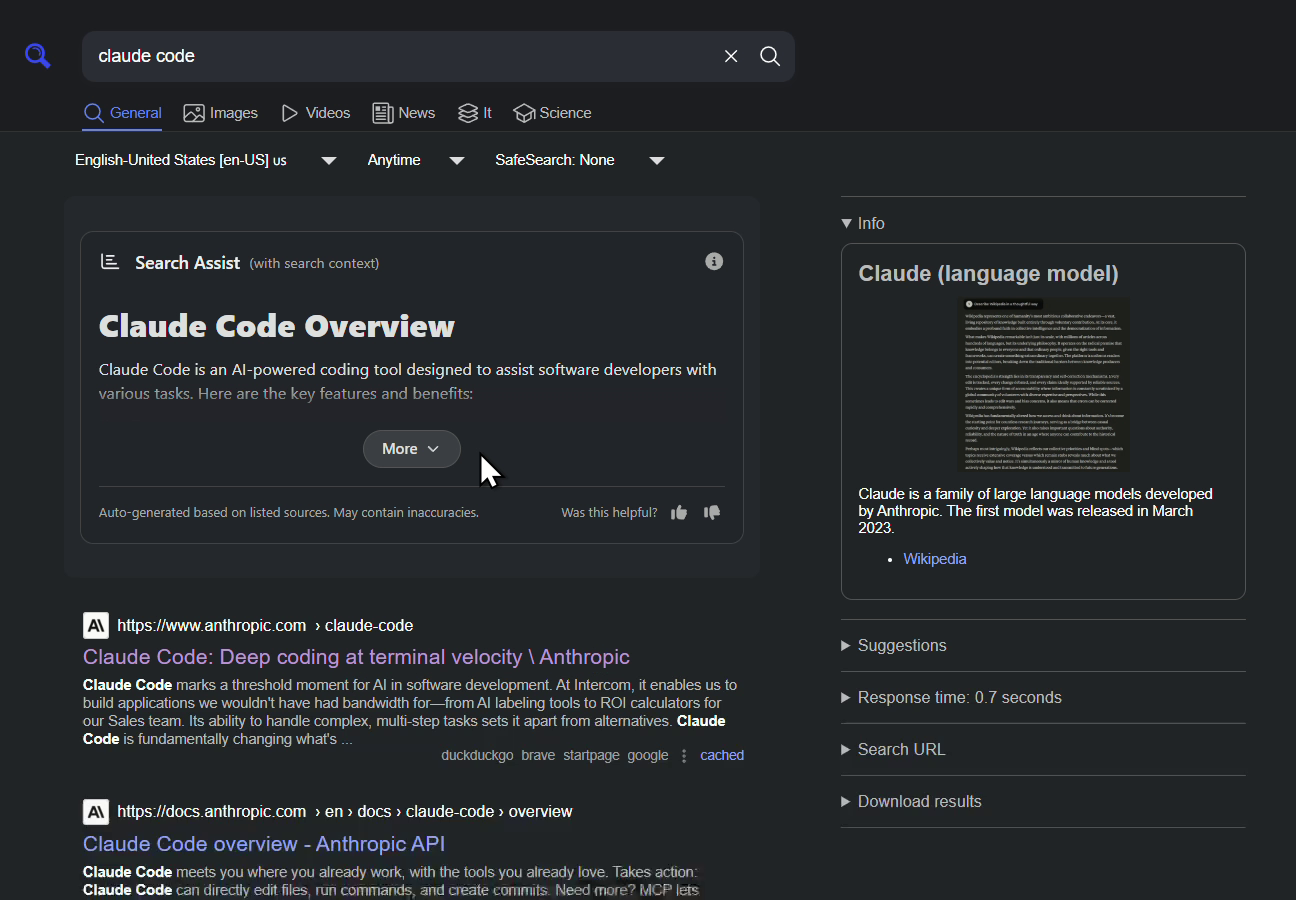 claude code
General Images Videos News It Science
English-United States [en-US] us Anytime SafeSearch: None
Search Assist (with search context)
Claude Code Overview
Claude Code is an AI-powered coding tool designed to assist software developers with
various tasks. Here are the key features and benefits:
More
Auto-generated based on listed sources. May contain inaccuracies. Was this helpful?
https://www.anthropic.com › claude-code
Claude Code: Deep coding at terminal velocity \ Anthropic
Claude Code marks a threshold moment for AI in software development. At Intercom, it enables us to
build applications we wouldn't have had bandwidth for—from AI labeling tools to ROI calculators for
our Sales team. Its ability to handle complex, multi-step tasks sets it apart from alternatives. Claude
Code is fundamentally changing what's ...
duckduckgo brave startpage google cached
https://docs.anthropic.com › en › docs › claude-code › overview
Claude Code overview - Anthropic API
Claude Code meets you where you already work, with the tools you already love. Takes action:
Claude Code can directly edit files, run commands, and create commits. Need more? MCP lets
Info
Claude (language model)
Claude is a family of large language models developed
by Anthropic. The first model was released in March
2023.
Wikipedia
Suggestions
Response time: 0.7 seconds
Search URL
Download results